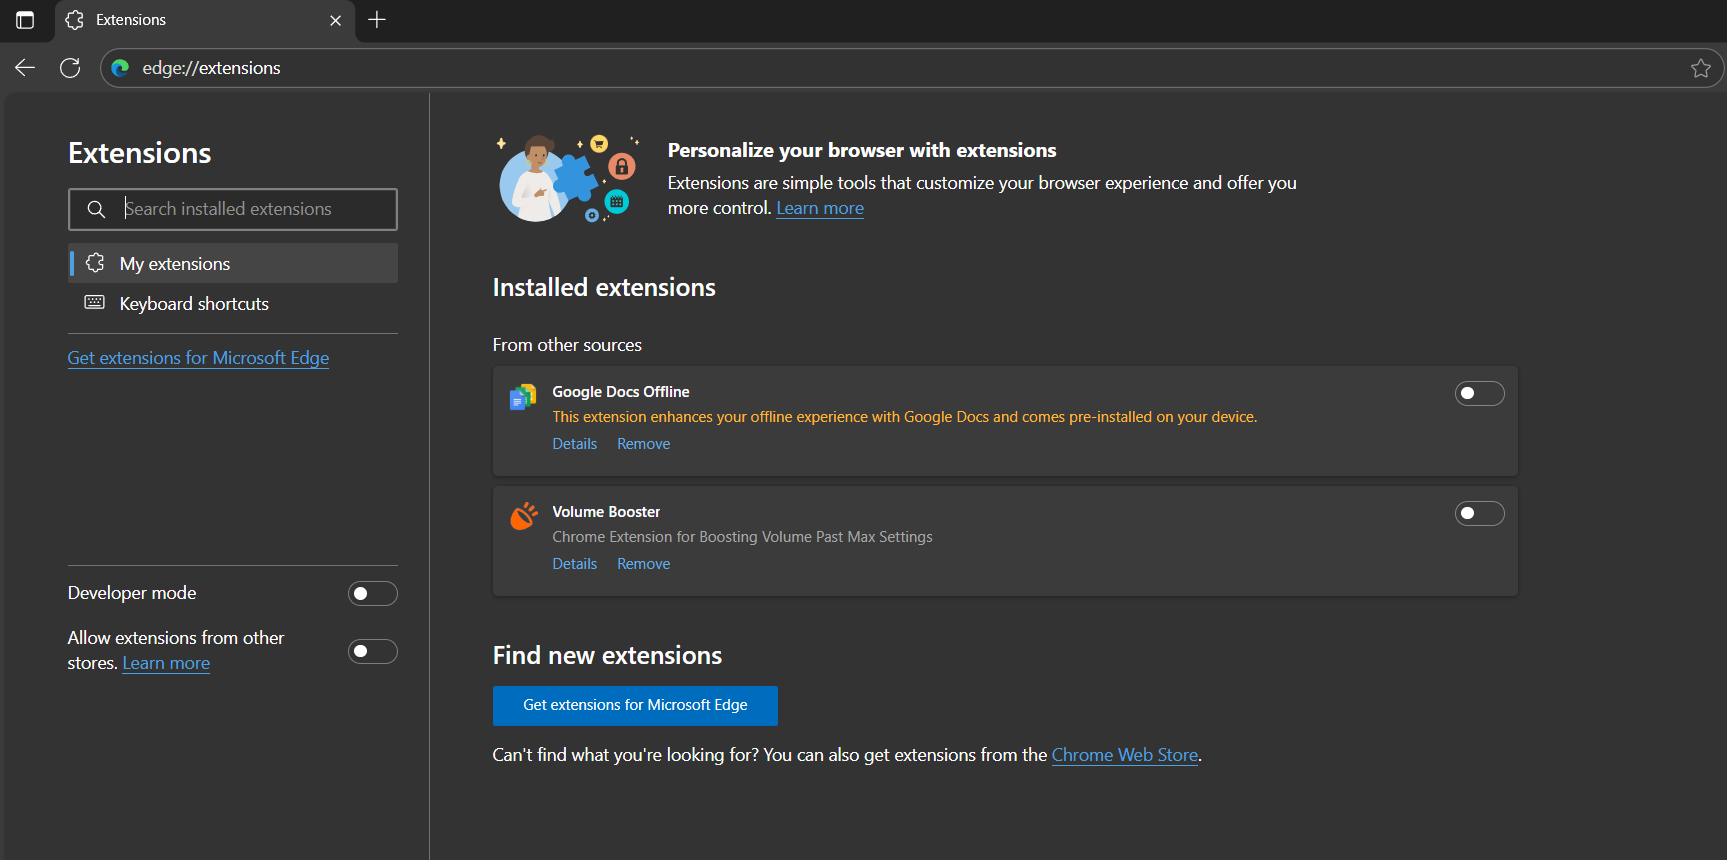 Extensions
edge://extensions
Extensions
Search installed extensions
My extensions
Keyboard shortcuts
Get extensions for Microsoft Edge
Developer mode
Allow extensions from other
stores. Learn more
Personalize your browser with extensions
Extensions are simple tools that customize your browser experience and offer you
more control. Learn more
Installed extensions
From other sources
Google Docs Offline
This extension enhances your offline experience with Google Docs and comes pre-installed on your device.
Details Remove
Volume Booster
Chrome Extension for Boosting Volume Past Max Settings
Details Remove
Find new extensions
Get extensions for Microsoft Edge
Can't find what you're looking for? You can also get extensions from the Chrome Web Store.